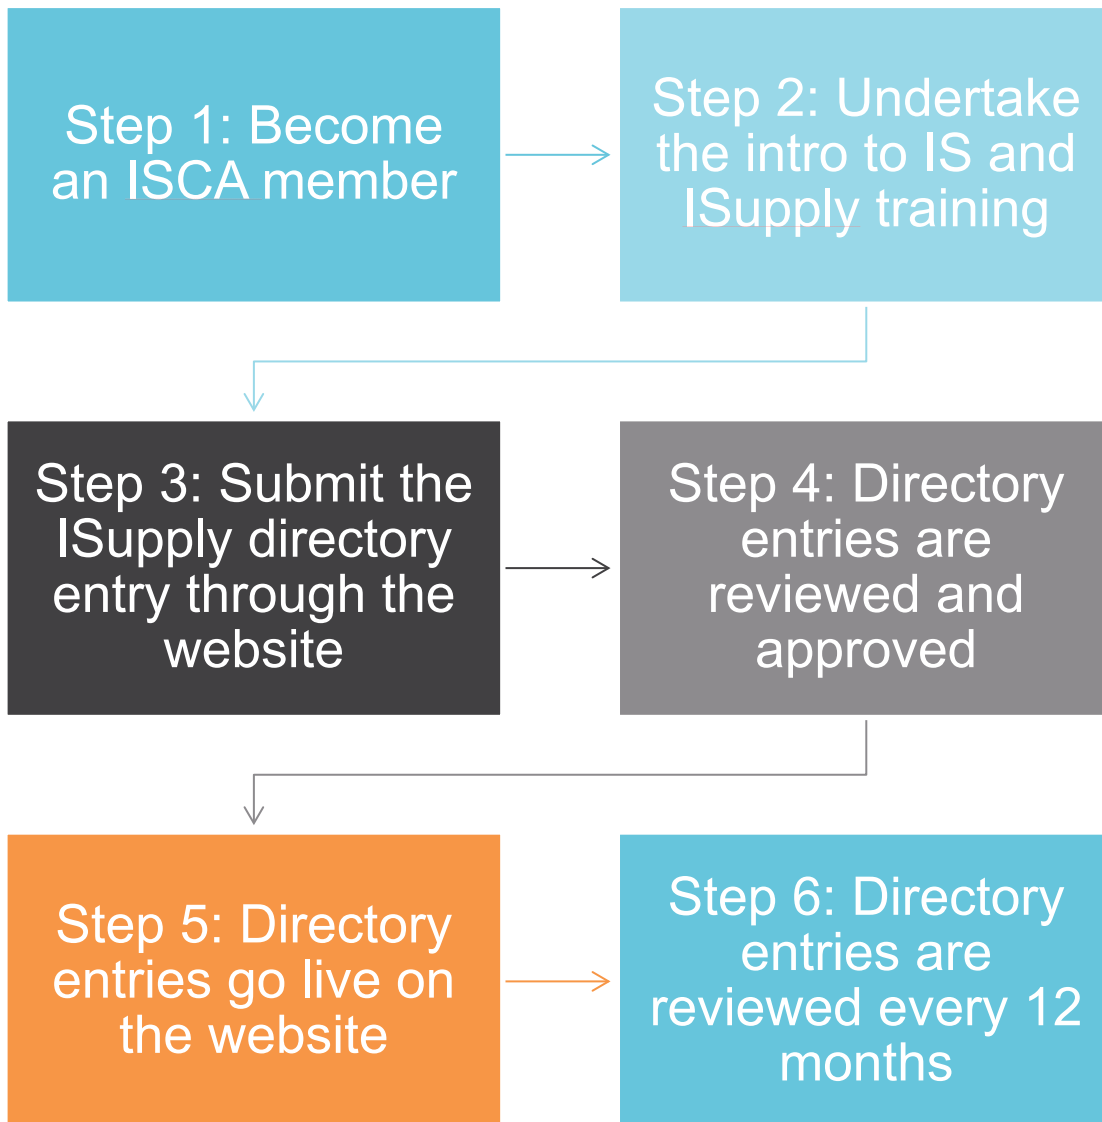 Step 1: Become
an ISCA member
Step 2: Undertake
the intro to IS and
ISupply training
Step 3: Submit the
ISupply directory
entry through the
website
Step 4: Directory
entries are
reviewed and
approved
Step 5: Directory
entries go live on
the website
Step 6: Directory
entries are
reviewed every 12
months